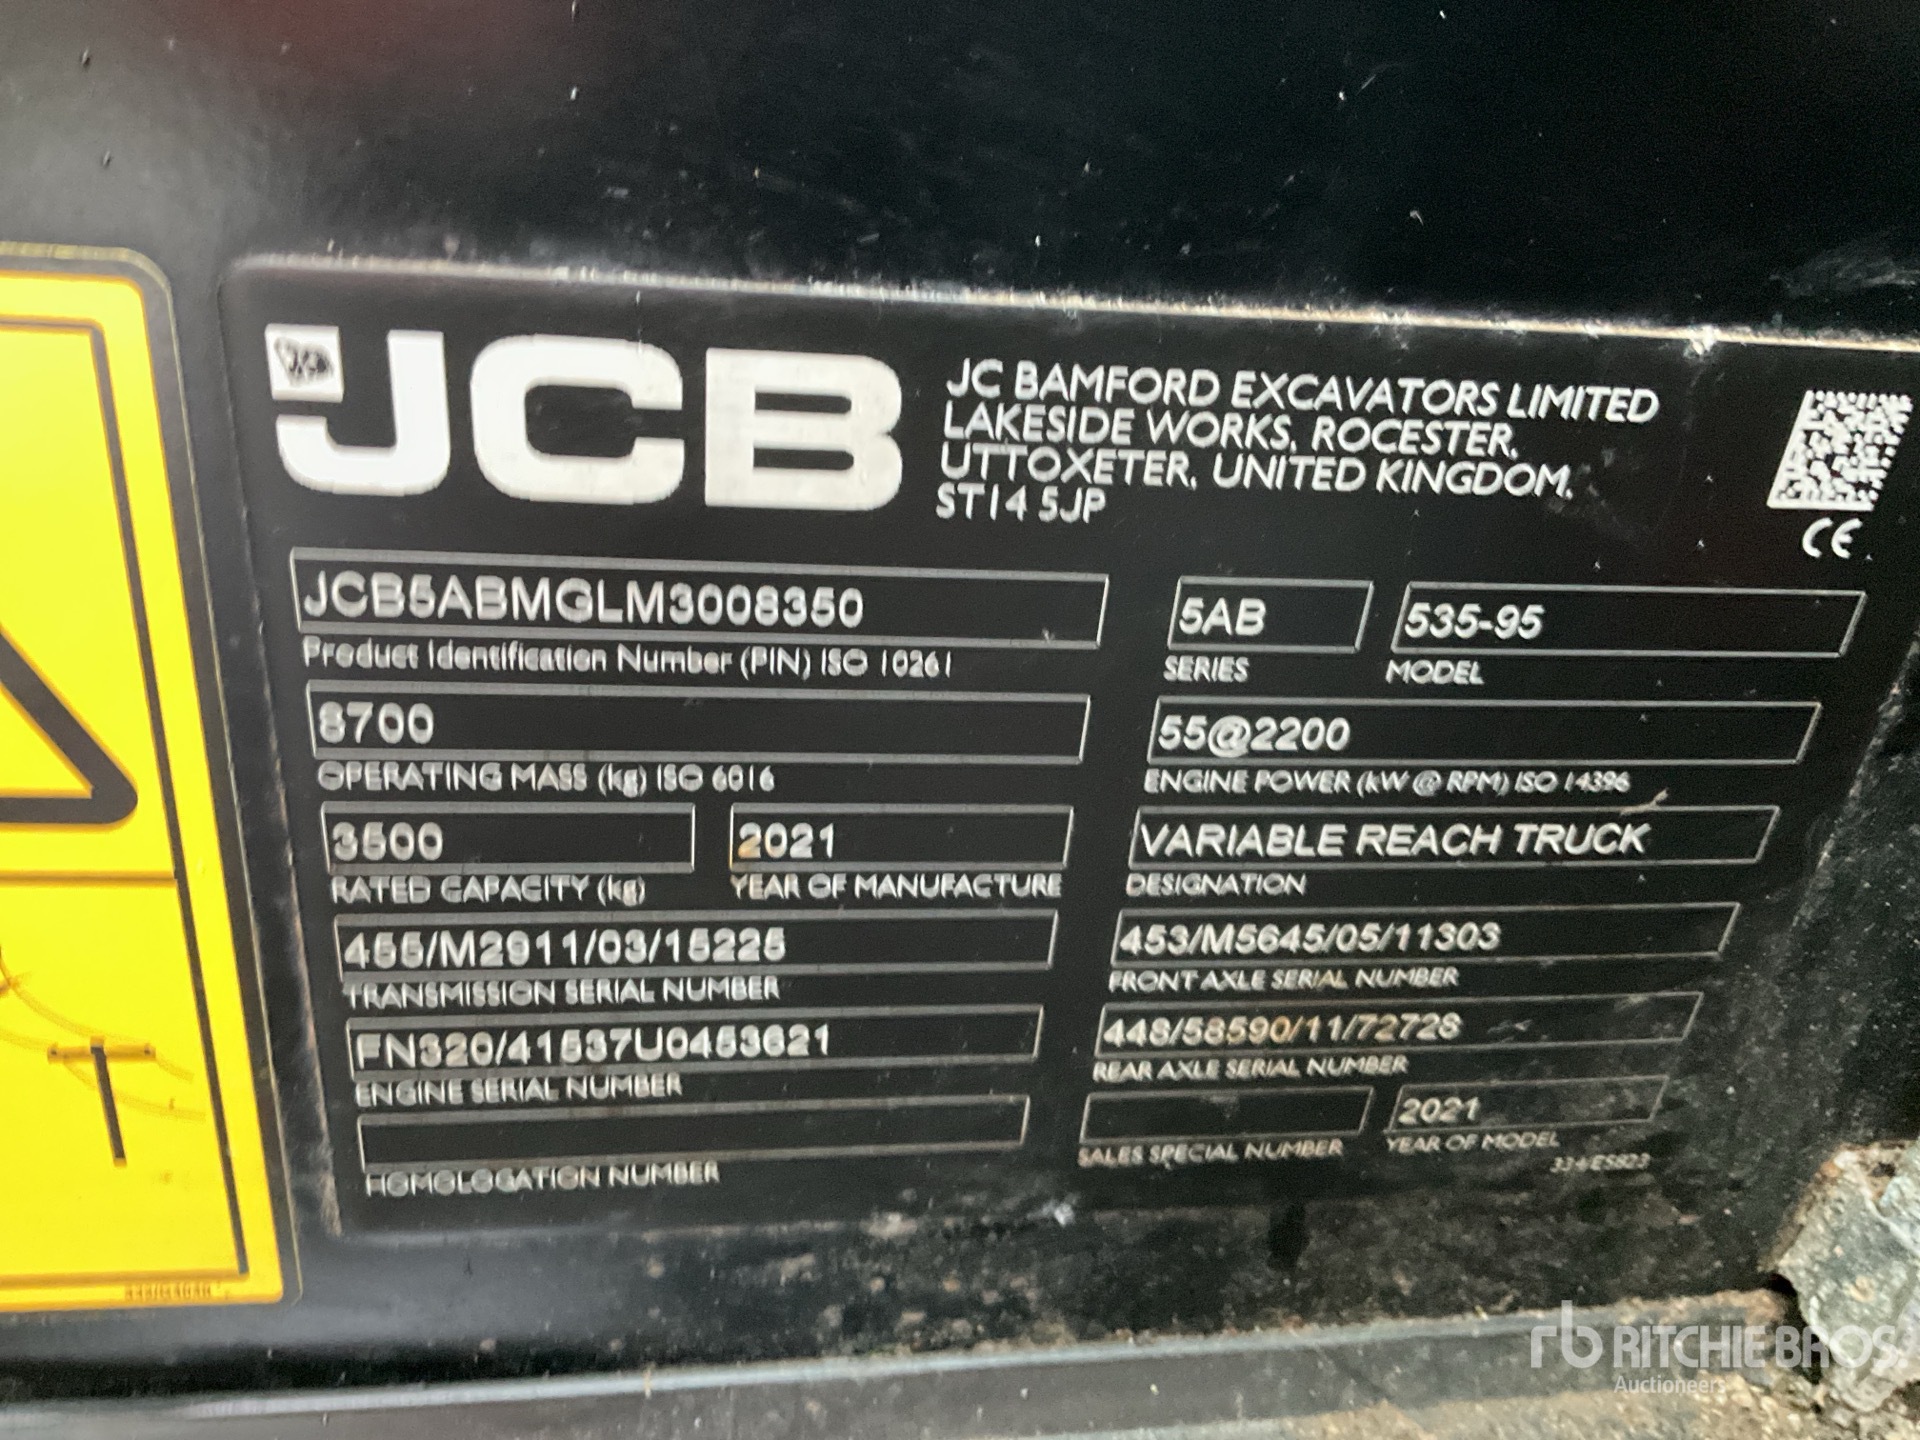 JCB
JC BAMFORD EXCAVATORS LIMITED
LAKESIDE WORKS, ROCESTER,
UTTOXETER, UNITED KINGDOM,
ST14 5JP
CE
JCB5ABMGLM3008350
Product Identification Number (PIN) ISO 10261
5AB
SERIES
535-95
MODEL
8700
OPERATING MASS (kg) ISO 6016
55@2200
ENGINE POWER (kW @ RPM) ISO 14396
3500
RATED CAPACITY (kg)
2021
YEAR OF MANUFACTURE
VARIABLE REACH TRUCK
DESIGNATION
455/M2911/03/15225
TRANSMISSION SERIAL NUMBER
453/M5645/05/11303
FRONT AXLE SERIAL NUMBER
FN320/41537U0453621
ENGINE SERIAL NUMBER
448/58590/11/72728
REAR AXLE SERIAL NUMBER
HOMOLOGATION NUMBER
SALES SPECIAL NUMBER
2021
YEAR OF MODEL
334/E5823
rb RITCHIE BROS.
Auctioneers